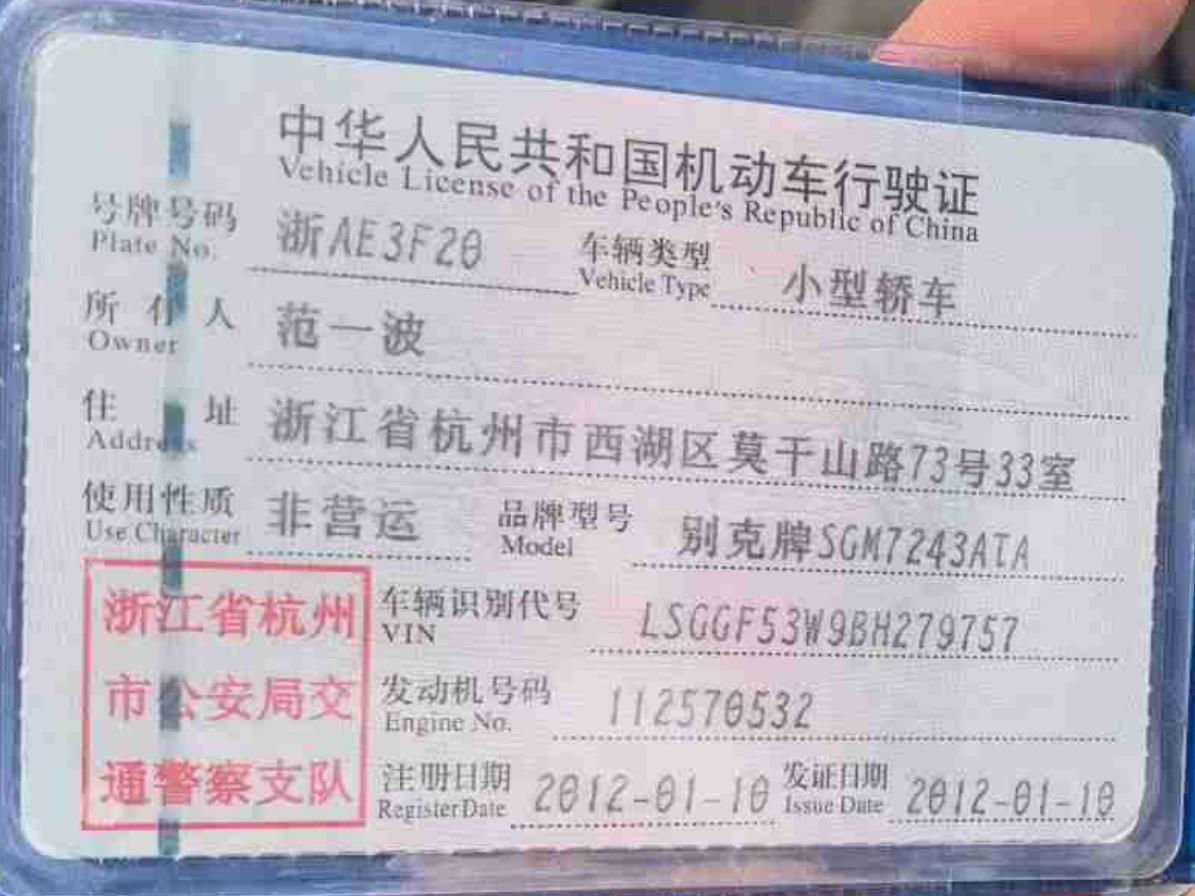 中华人民共和国机动车行驶证
Vehicle License of the People's Republic of China
号牌号码 浙AE3F20 车辆类型 小型轿车
Plate No. Vehicle Type
所有人 范一波
Owner
住址 浙江省杭州市西湖区莫干山路73号33室
Address
使用性质 非营运 品牌型号 别克牌SGM7243ATA
Use Character Model
浙江省杭州 车辆识别代号 LSGGF53W9BH279757
VIN
市公安局交 发动机号码 112570532
Engine No.
通警察支队 注册日期 2012-01-10 发证日期 2012-01-10
Register Date Issue Date